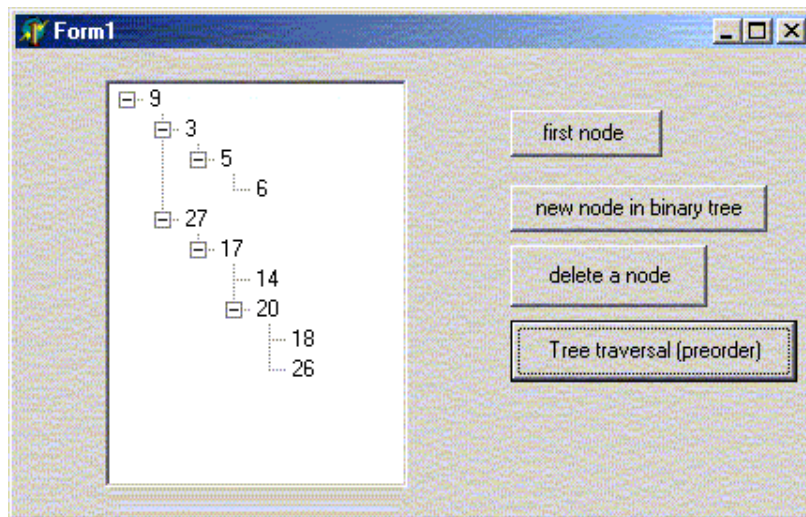 Form1
9
3
5
6
27
17
14
20
18
26
first node
new node in binary tree
delete a node
Tree traversal (preorder)